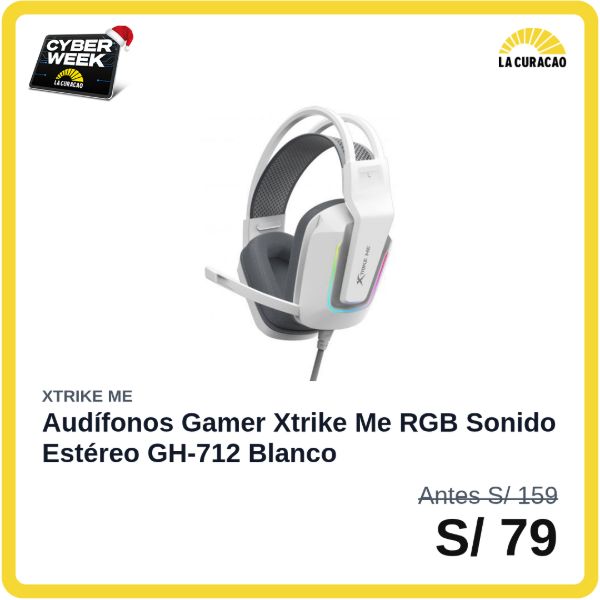 CYBER
WEEK
LA CURACAO
LA CURACAO
XTRIKE ME
XTRIKE ME
Audífonos Gamer Xtrike Me RGB Sonido
Estéreo GH-712 Blanco
Antes S/ 159
S/ 79